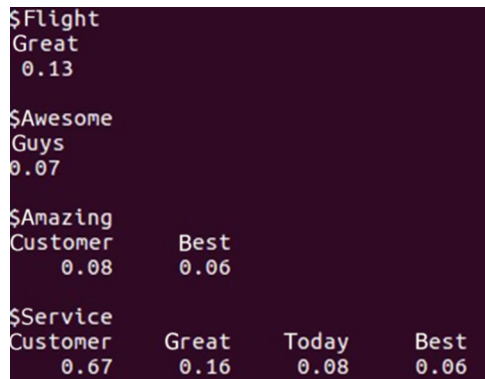 $Flight
Great
0.13
$Awesome
Guys
0.07
$Amazing
Customer Best
0.08 0.06
$Service
Customer Great Today Best
0.67 0.16 0.08 0.06